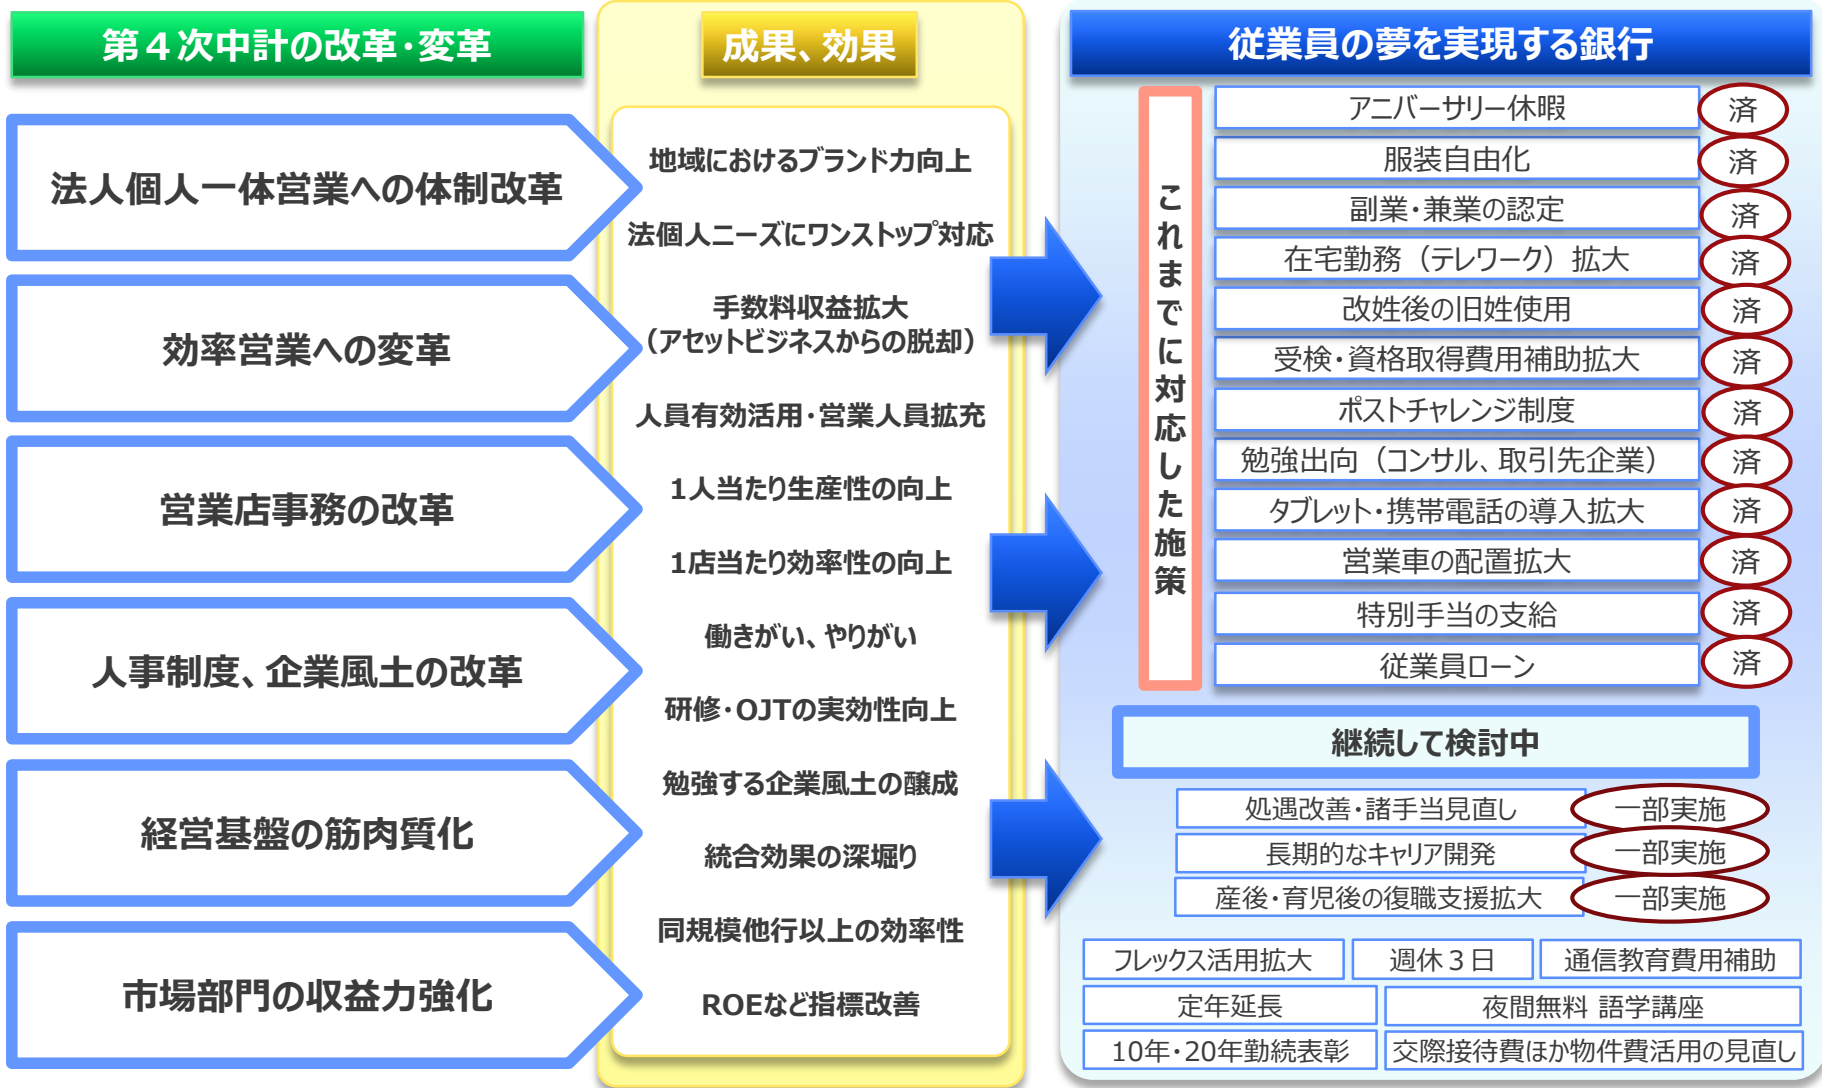 第４次中計の改革・変革
法人個人一体営業への体制改革
効率営業への変革
営業店事務の改革
人事制度、企業風土の改革
経営基盤の筋肉質化
市場部門の収益力強化
成果、効果
地域におけるブランド力向上
法個人ニーズにワンストップ対応
手数料収益拡大
（アセットビジネスからの脱却）
人員有効活用・営業人員拡充
1人当たり生産性の向上
1店当たり効率性の向上
働きがい、やりがい
研修・OJTの実効性向上
勉強する企業風土の醸成
統合効果の深堀り
同規模他行以上の効率性
ROEなど指標改善
従業員の夢を実現する銀行
これまでに対応した施策
アニバーサリー休暇 済
服装自由化 済
副業・兼業の認定 済
在宅勤務（テレワーク）拡大 済
改姓後の旧姓使用 済
受検・資格取得費用補助拡大 済
ポストチャレンジ制度 済
勉強出向（コンサル、取引先企業） 済
タブレット・携帯電話の導入拡大 済
営業車の配置拡大 済
特別手当の支給 済
従業員ローン 済
継続して検討中
処遇改善・諸手当見直し 一部実施
長期的なキャリア開発 一部実施
産後・育児後の復職支援拡大 一部実施
フレックス活用拡大 週休３日 通信教育費用補助
定年延長 夜間無料 語学講座
10年・20年勤続表彰 交際接待費ほか物件費活用の見直し